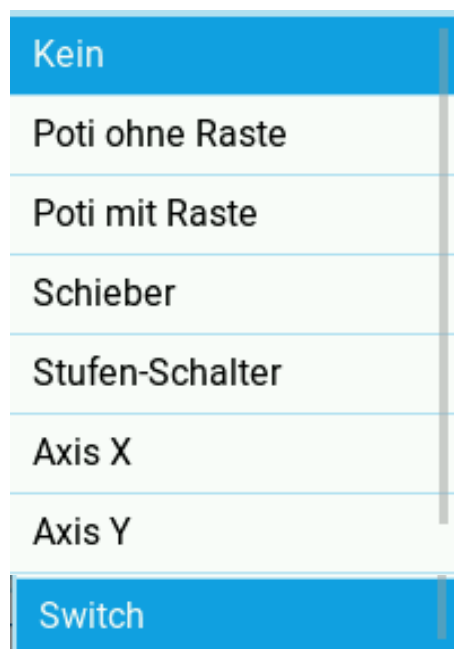 Kein
Poti ohne Raste
Poti mit Raste
Schieber
Stufen-Schalter
Axis X
Axis Y
Switch